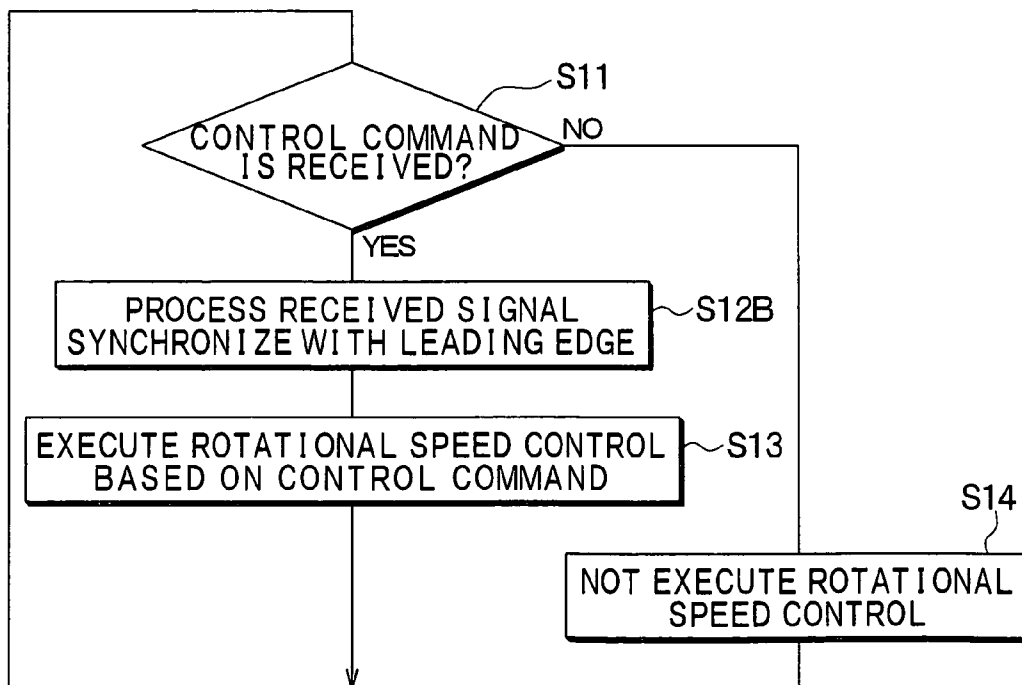 S11
CONTROL COMMAND
IS RECEIVED?
NO
YES
PROCESS RECEIVED SIGNAL
SYNCHRONIZE WITH LEADING EDGE
S12B
EXECUTE ROTATIONAL SPEED CONTROL
BASED ON CONTROL COMMAND
S13
S14
NOT EXECUTE ROTATIONAL
SPEED CONTROL